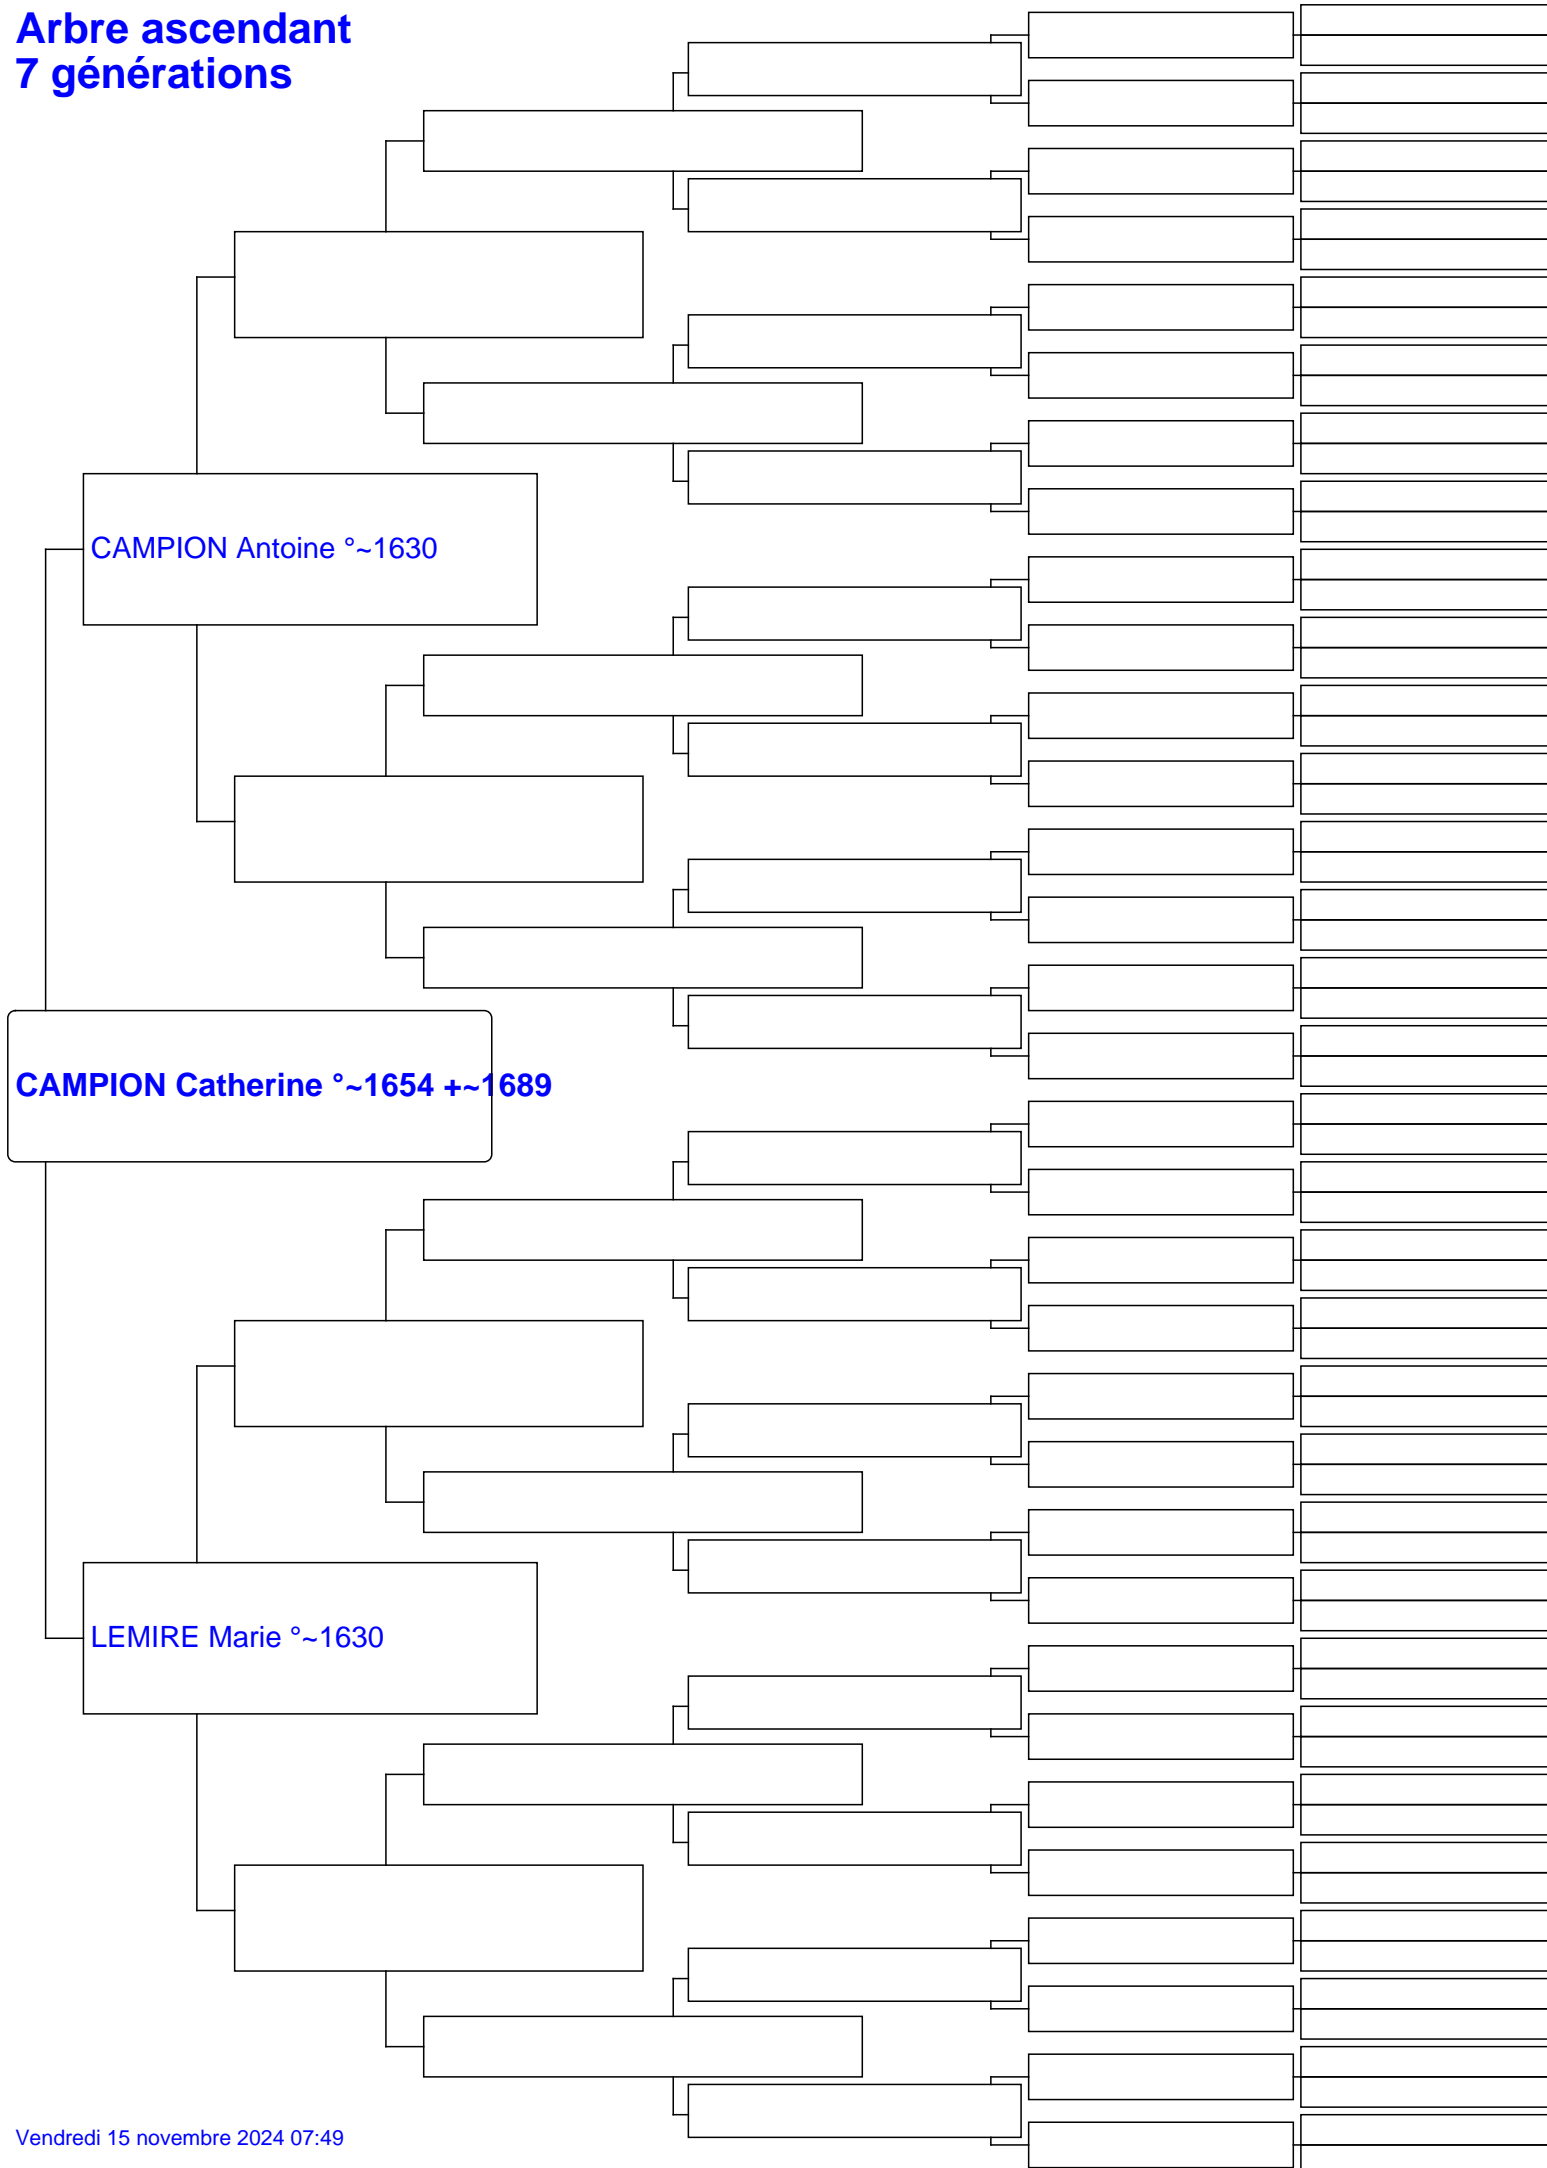 Arbre ascendant
7 générations
CAMPION Antoine °~1630
CAMPION Catherine °~1654 +~1689
LEMIRE Marie °~1630
Vendredi 15 novembre 2024 07:49